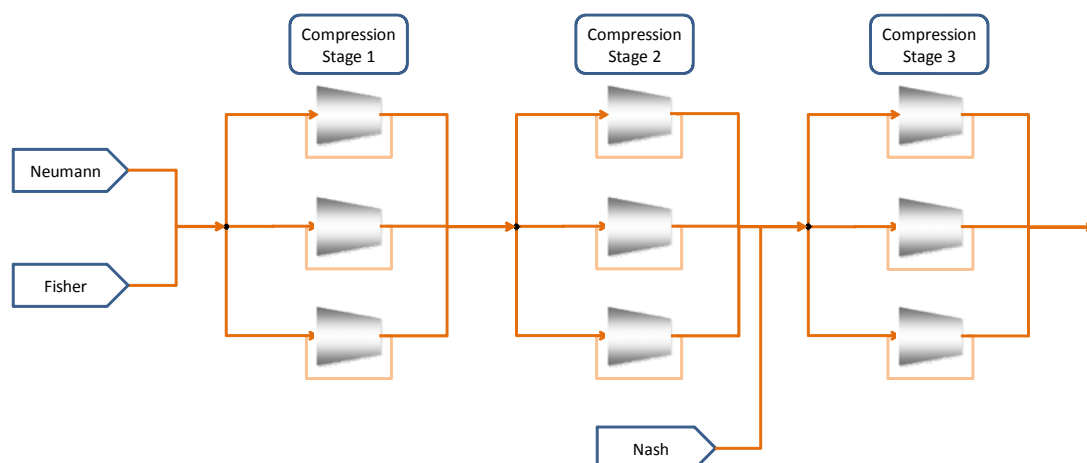 Compression
Stage 1
Compression
Stage 2
Compression
Stage 3
Neumann
Fisher
Nash